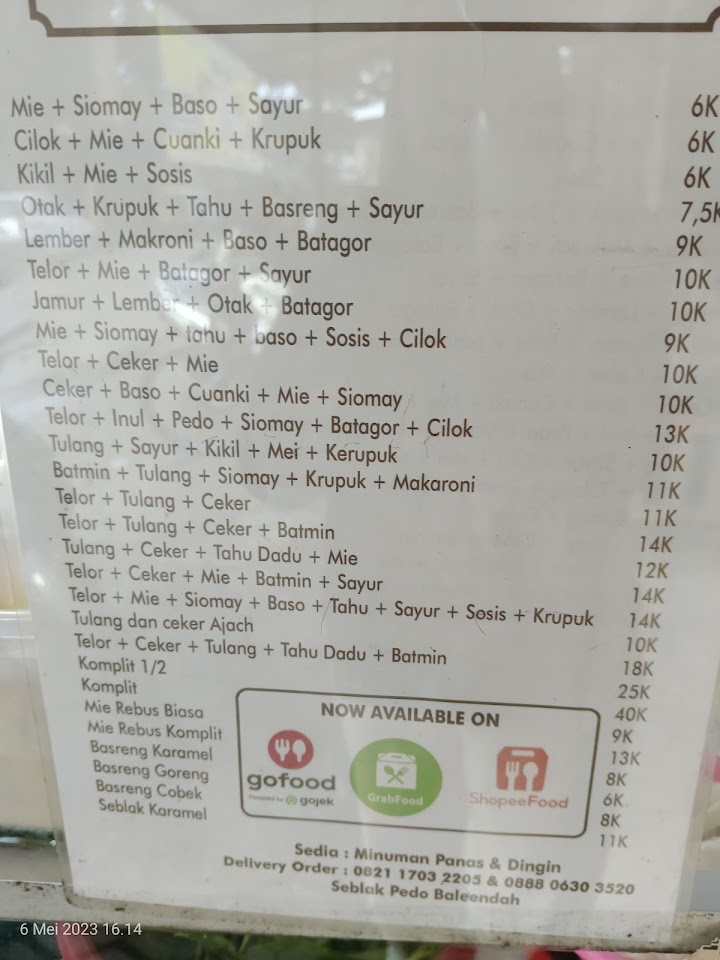 Mie + Siomay + Baso + Sayur 6K
Cilok + Mie + Cuanki + Krupuk 6K
Kikil + Mie + Sosis 6K
Otak + Krupuk + Tahu + Basreng + Sayur 7,5K
Lember + Makroni + Baso + Batagor 9K
Telor + Mie + Batagor + Sayur 10K
Jamur + Lember + Otak + Batagor 10K
Mie + Siomay + tahu + baso + Sosis + Cilok 9K
Telor + Ceker + Mie 10K
Ceker + Baso + Cuanki + Mie + Siomay 10K
Telor + Inul + Pedo + Siomay + Batagor + Cilok 13K
Tulang + Sayur + Kikil + Mei + Kerupuk 10K
Batmin + Tulang + Siomay + Krupuk + Makaroni 11K
Telor + Tulang + Ceker 11K
Telor + Tulang + Ceker + Batmin 14K
Tulang + Ceker + Tahu Dadu + Mie 12K
Telor + Ceker + Mie + Batmin + Sayur 14K
Telor + Mie + Siomay + Baso + Tahu + Sayur + Sosis + Krupuk 14K
Tulang dan ceker Ajach 10K
Telor + Ceker + Tulang + Tahu Dadu + Batmin 18K
Komplit 1/2 25K
Komplit 40K
Mie Rebus Biasa 9K
Mie Rebus Komplit 13K
Basreng Karamel 8K
Basreng Goreng 6K
Basreng Cobek 8K
Seblak Karamel 11K
NOW AVAILABLE ON
gofood
Powered by gojek
GrabFood
ShopeeFood
Sedia : Minuman Panas & Dingin
Delivery Order : 0821 1703 2205 & 0888 0630 3520
Seblak Pedo Baleendah
6 Mei 2023 16.14